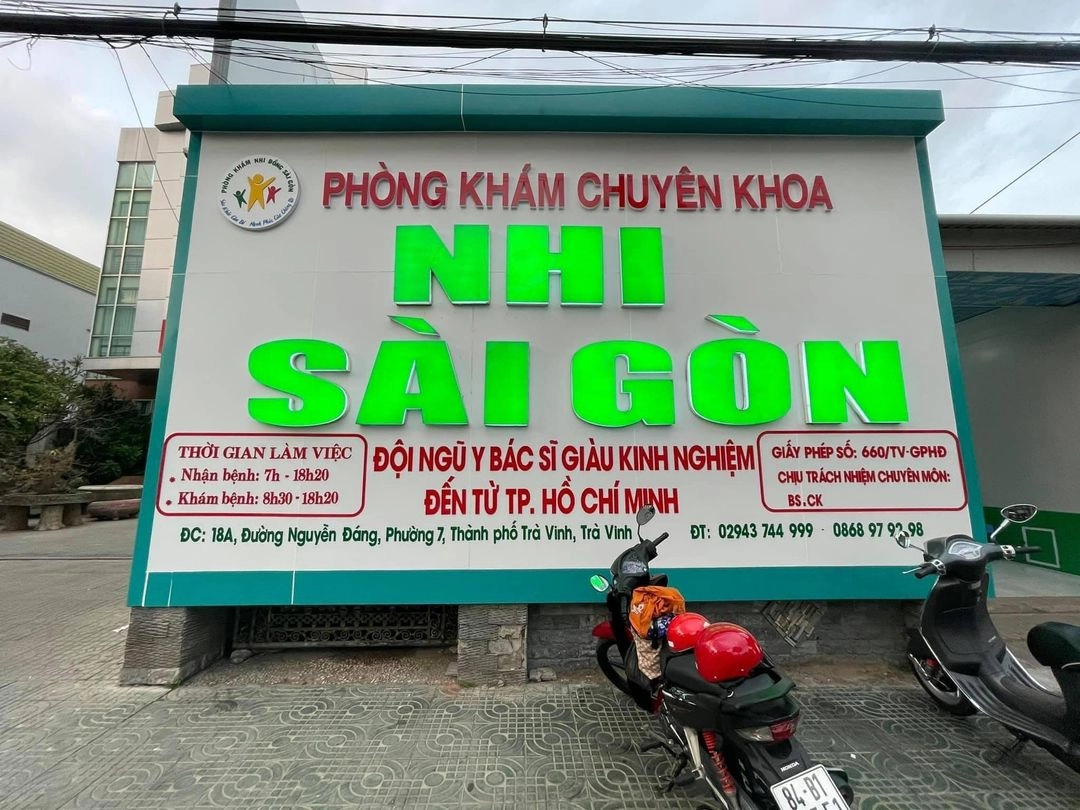 PHÒNG KHÁM NHI ĐỒNG SÀI GÒN
PHÒNG KHÁM CHUYÊN KHOA
NHI
SÀI GÒN
THỜI GIAN LÀM VIỆC
• Nhận bệnh: 7h - 18h20
• Khám bệnh: 8h30 - 18h20
ĐỘI NGŨ Y BÁC SĨ GIÀU KINH NGHIỆM
ĐẾN TỪ TP. HỒ CHÍ MINH
GIẤY PHÉP SỐ: 660/TV-GPHĐ
CHỊU TRÁCH NHIỆM CHUYÊN MÔN:
BS.CK
ĐC: 18A, Đường Nguyễn Đáng, Phường 7, Thành phố Trà Vinh, Trà Vinh
ĐT: 02943 744 999 - 0868 97 92 98
HONDA
84-B1